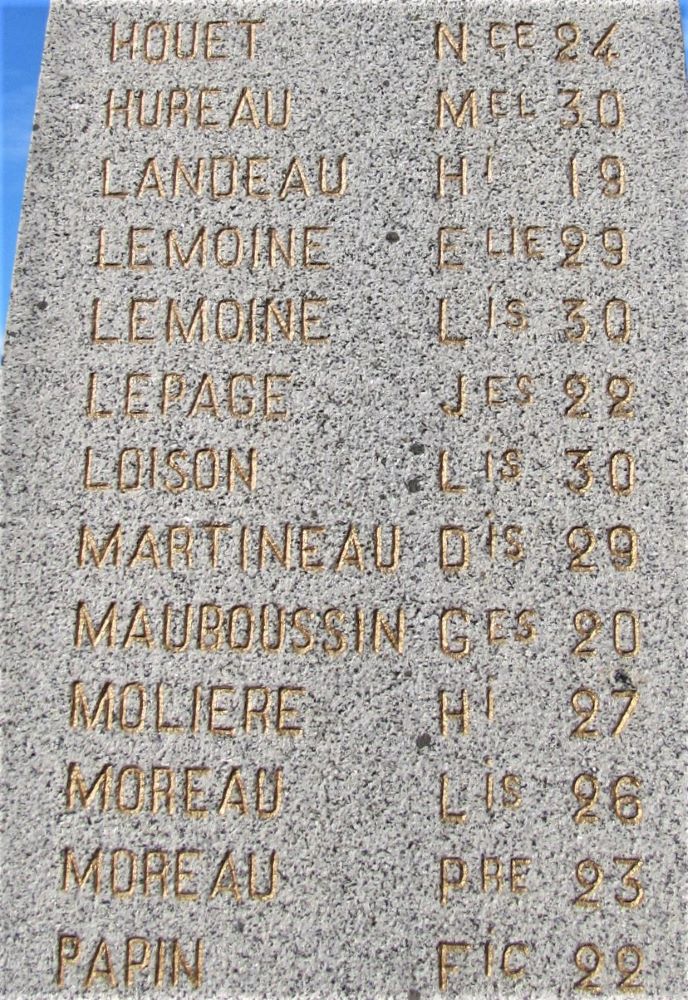 HOUET NCE 24
HUREAU MEL 30
LANDEAU HI 19
LEMOINE ELIE 29
LEMOINE LIS 30
LEPAGE JES 22
LOISON LIS 30
MARTINEAU DIS 29
MAUBOUSSIN GES 20
MOLIERE HI 27
MOREAU LIS 26
MOREAU PRE 23
PAPIN FIC 22